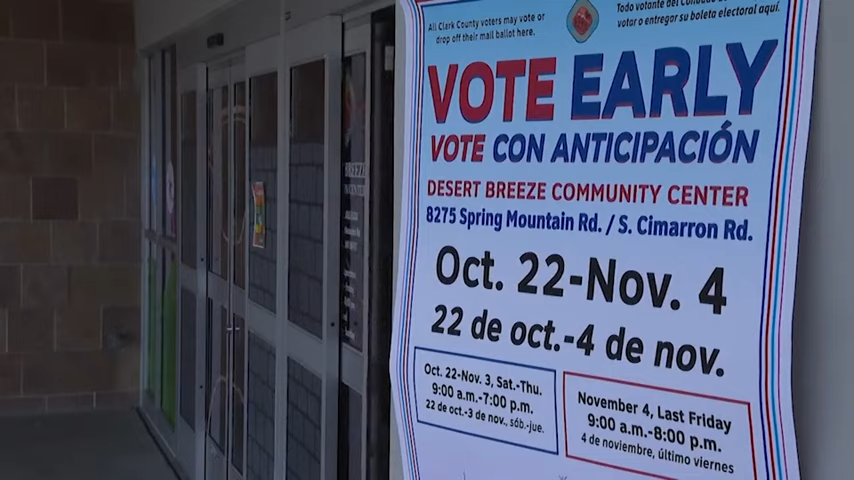 All Clark County voters may vote or
drop off their mail ballot here.
Todo votante del Condado
votar o entregar su boleta electoral aquí.
VOTE EARLY
VOTE CON ANTICIPACIÓN
DESERT BREEZE COMMUNITY CENTER
8275 Spring Mountain Rd. / S. Cimarron Rd.
Oct. 22-Nov. 4
22 de oct.-4 de nov.
Oct. 22-Nov. 3, Sat.-Thu.
9:00 a.m.-7:00 p.m.
22 de oct.-3 de nov., sáb.-jue.
November 4, Last Friday
9:00 a.m.-8:00 p.m.
4 de noviembre, último viernes
BREEZE